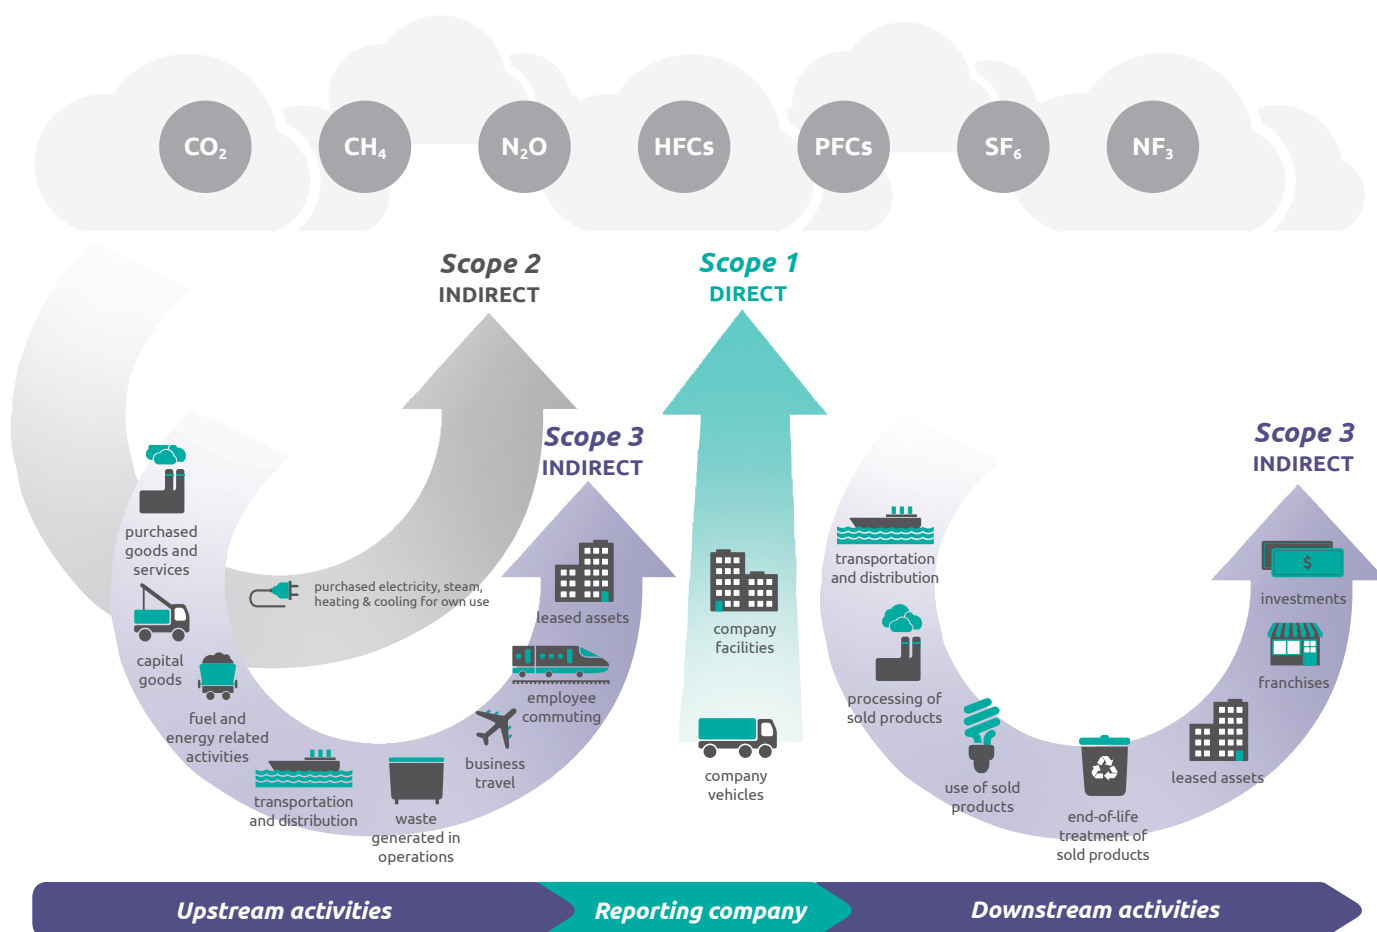 CO₂
CH₄
N₂O
HFCs
PFCs
SF₆
NF₃
Scope 2
INDIRECT
Scope 1
DIRECT
Scope 3
INDIRECT
Scope 3
INDIRECT
purchased
goods and
services
capital
goods
fuel and
energy related
activities
transportation
and distribution
waste
generated in
operations
business
travel
employee
commuting
leased assets
purchased electricity, steam,
heating & cooling for own use
company
facilities
company
vehicles
transportation
and distribution
processing of
sold products
use of sold
products
end-of-life
treatment of
sold products
leased assets
franchises
$
investments
Upstream activities
Reporting company
Downstream activities